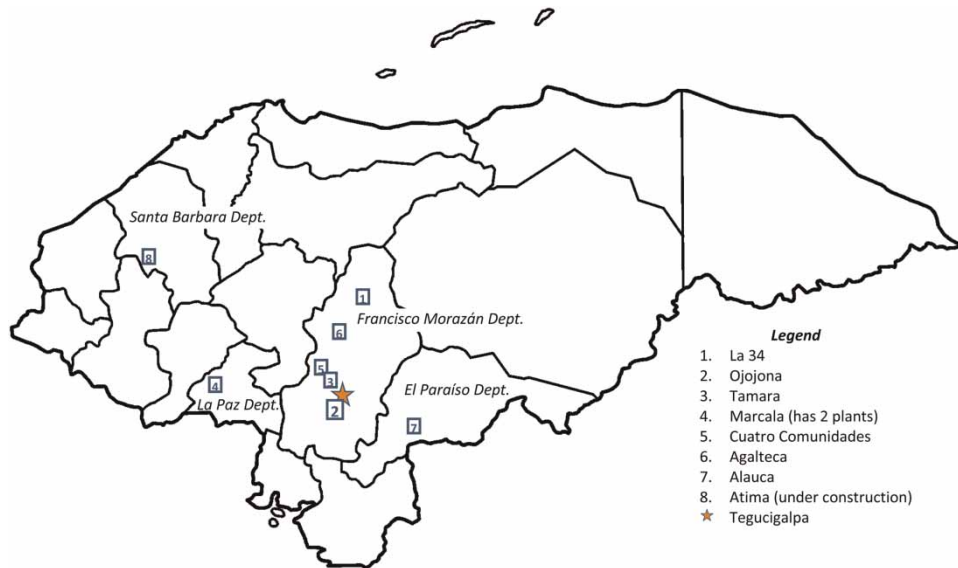 Santa Barbara Dept.
8
1
Francisco Morazán Dept.
6
5
3
4
El Paraíso Dept.
La Paz Dept.
2
7
Legend
1. La 34
2. Ojojona
3. Tamara
4. Marcala (has 2 plants)
5. Cuatro Comunidades
6. Agalteca
7. Alauca
8. Atima (under construction)
Tegucigalpa